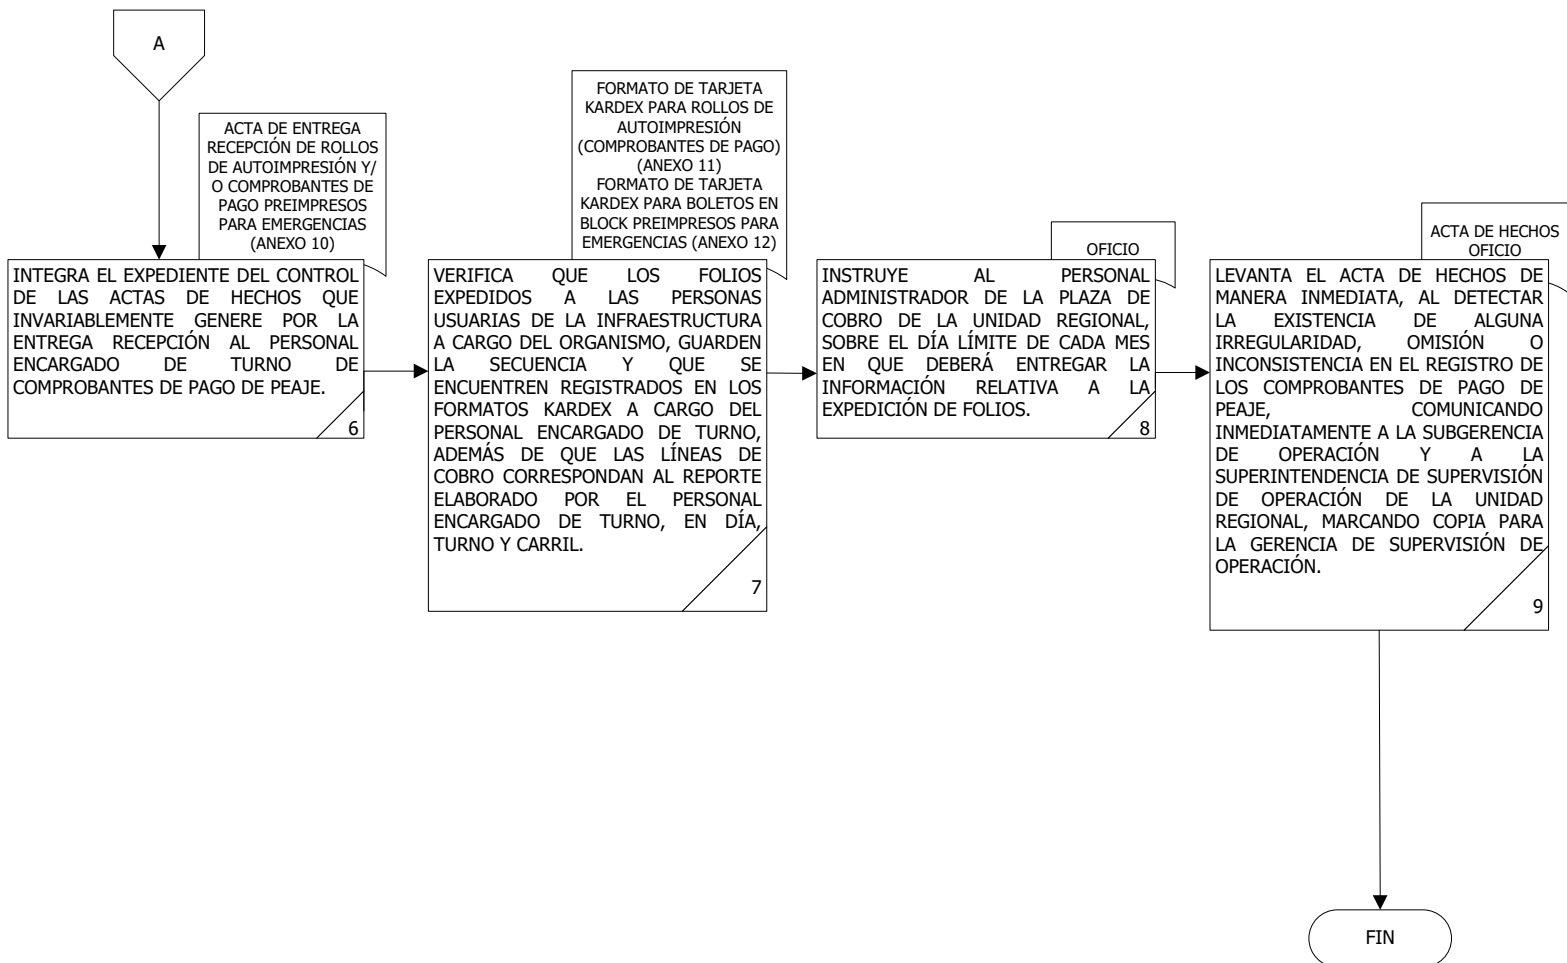 A
ACTA DE ENTREGA
RECEPCIÓN DE ROLLOS
DE AUTOIMPRESIÓN Y/
O COMPROBANTES DE
PAGO PREIMPRESOS
PARA EMERGENCIAS
(ANEXO 10)
INTEGRA EL EXPEDIENTE DEL CONTROL
DE LAS ACTAS DE HECHOS QUE
INVARIABLEMENTE GENERE POR LA
ENTREGA RECEPCIÓN AL PERSONAL
ENCARGADO DE TURNO DE
COMPROBANTES DE PAGO DE PEAJE.
6
FORMATO DE TARJETA
KARDEX PARA ROLLOS DE
AUTOIMPRESIÓN
(COMPROBANTES DE PAGO)
(ANEXO 11)
FORMATO DE TARJETA
KARDEX PARA BOLETOS EN
BLOCK PREIMPRESOS PARA
EMERGENCIAS (ANEXO 12)
VERIFICA QUE LOS FOLIOS
EXPEDIDOS A LAS PERSONAS
USUARIAS DE LA INFRAESTRUCTURA
A CARGO DEL ORGANISMO, GUARDEN
LA SECUENCIA Y QUE SE
ENCUENTREN REGISTRADOS EN LOS
FORMATOS KARDEX A CARGO DEL
PERSONAL ENCARGADO DE TURNO,
ADEMÁS DE QUE LAS LÍNEAS DE
COBRO CORRESPONDAN AL REPORTE
ELABORADO POR EL PERSONAL
ENCARGADO DE TURNO, EN DÍA,
TURNO Y CARRIL.
7
OFICIO
INSTRUYE AL PERSONAL
ADMINISTRADOR DE LA PLAZA DE
COBRO DE LA UNIDAD REGIONAL,
SOBRE EL DÍA LÍMITE DE CADA MES
EN QUE DEBERÁ ENTREGAR LA
INFORMACIÓN RELATIVA A LA
EXPEDICIÓN DE FOLIOS.
8
ACTA DE HECHOS
OFICIO
LEVANTA EL ACTA DE HECHOS DE
MANERA INMEDIATA, AL DETECTAR
LA EXISTENCIA DE ALGUNA
IRREGULARIDAD, OMISIÓN O
INCONSISTENCIA EN EL REGISTRO DE
LOS COMPROBANTES DE PAGO DE
PEAJE, COMUNICANDO
INMEDIATAMENTE A LA SUBGERENCIA
DE OPERACIÓN Y A LA
SUPERINTENDENCIA DE SUPERVISIÓN
DE OPERACIÓN DE LA UNIDAD
REGIONAL, MARCANDO COPIA PARA
LA GERENCIA DE SUPERVISIÓN DE
OPERACIÓN.
9
FIN